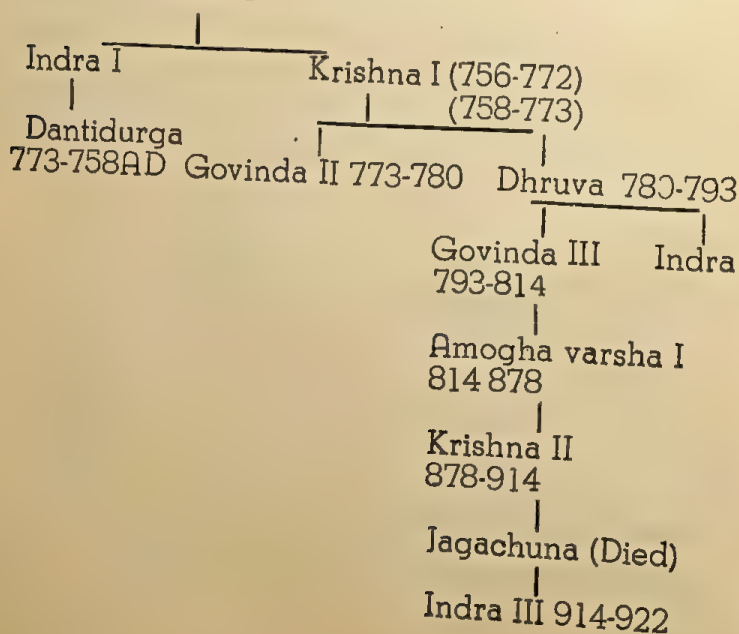 Indra I Krishna I (756-772)
(758-773)
Dantidurga
773-758AD Govinda II 773-780 Dhruva 780-793
Govinda III Indra
793-814
Amogha varsha I
814 878
Krishna II
878-914
Jagachuna (Died)
Indra III 914-922